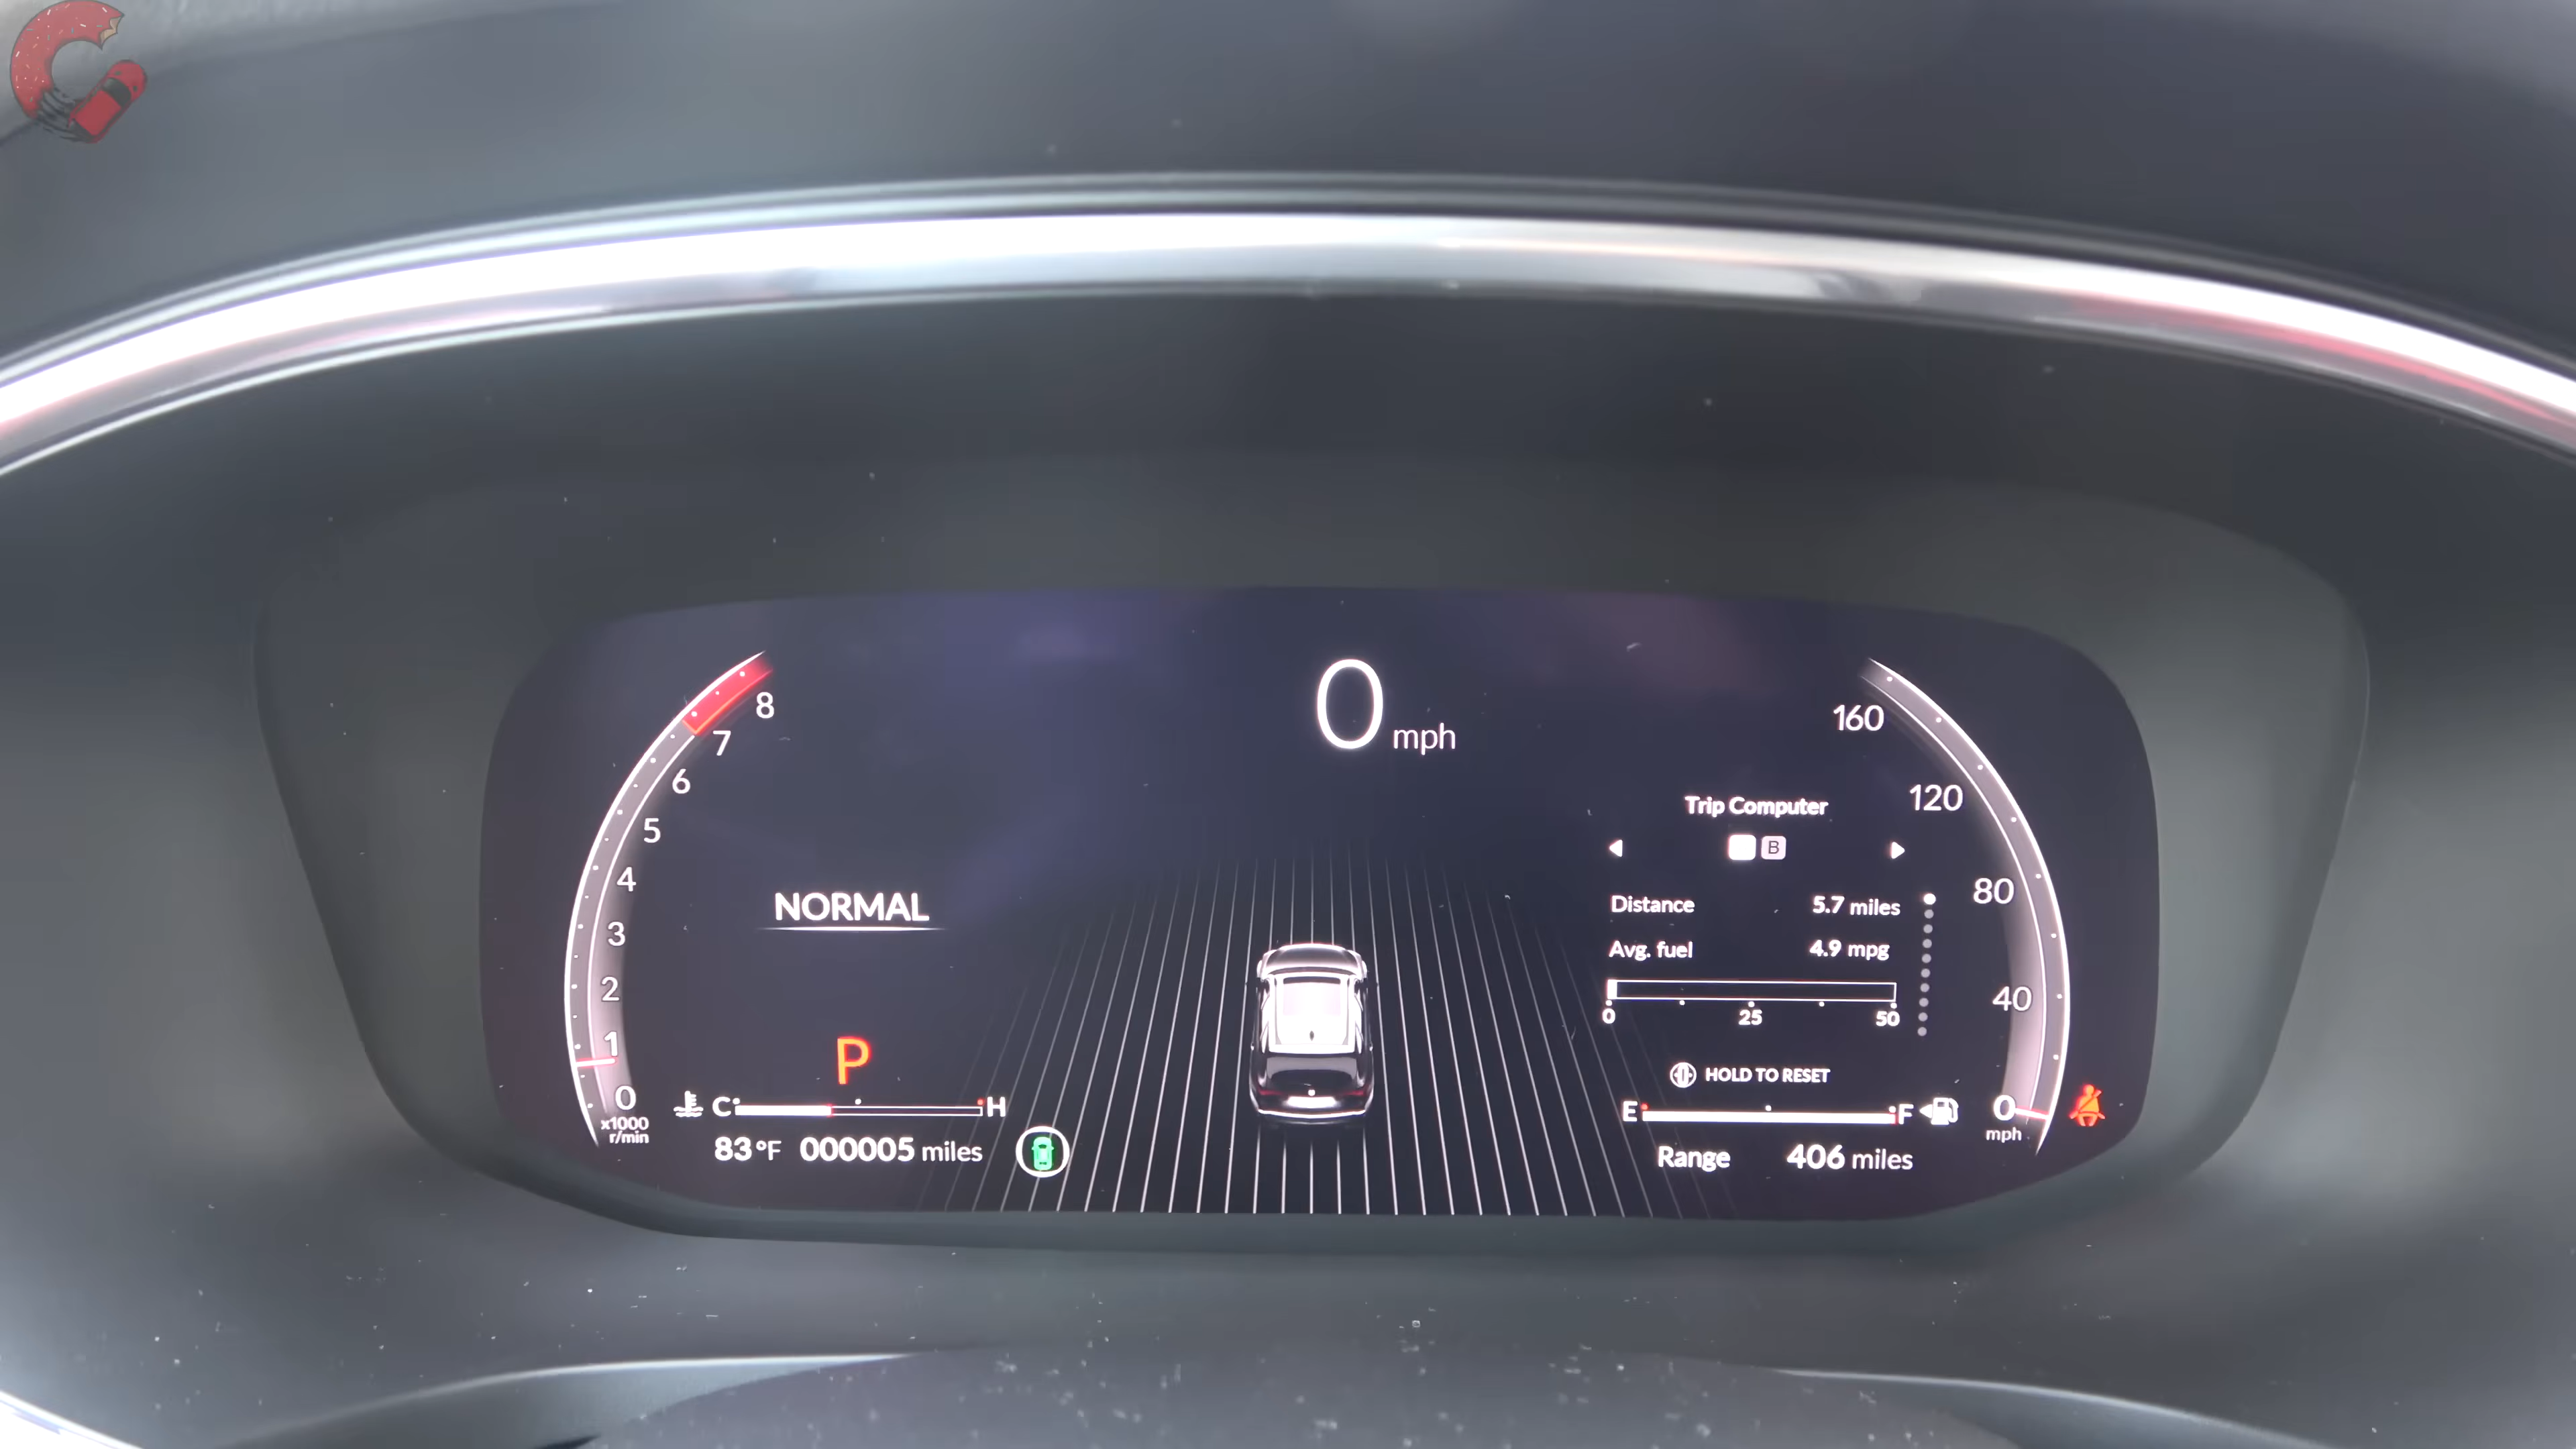 0 mph
8
7
6
5
4
3
2
1
0
x1000
r/min
NORMAL
P
C H
83 °F 000005 miles
160
120
80
40
0
mph
Trip Computer
B
Distance 5.7 miles
Avg. fuel 4.9 mpg
0 25 50
HOLD TO RESET
E F
Range 406 miles